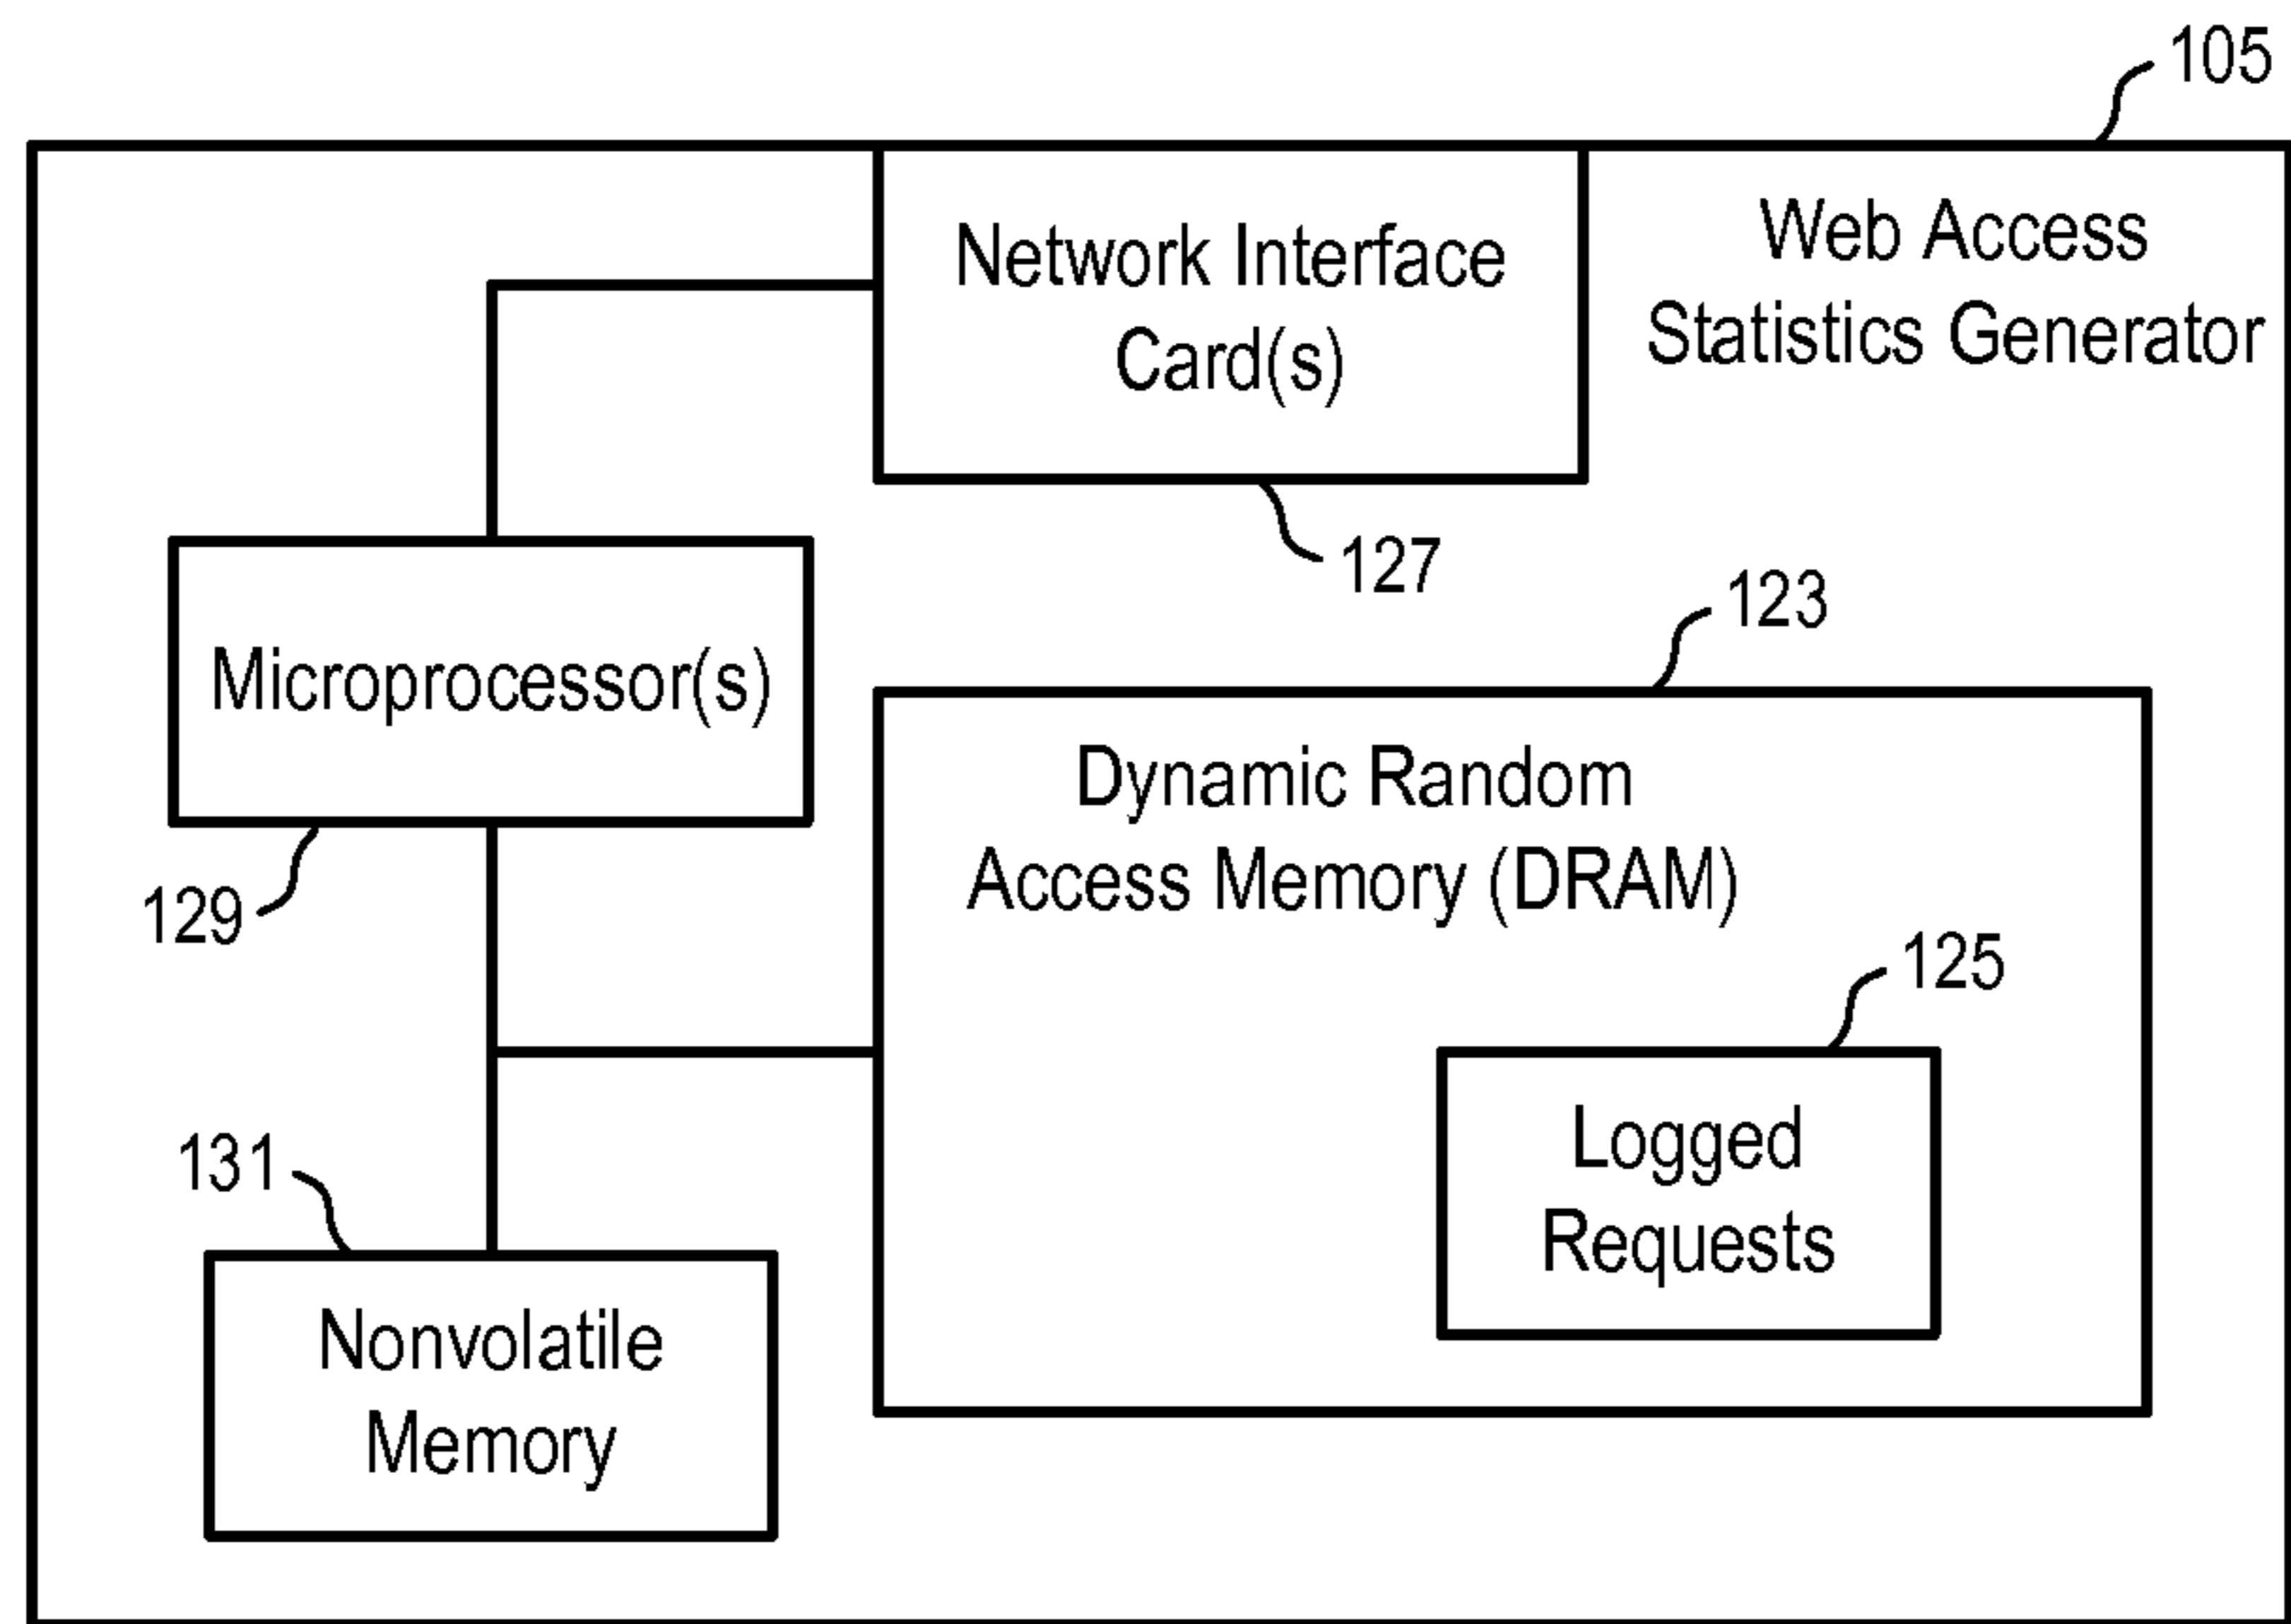 105
Network Interface
Card(s)
Web Access
Statistics Generator
127
Microprocessor(s)
123
129
Dynamic Random
Access Memory (DRAM)
125
Logged
Requests
131
Nonvolatile
Memory